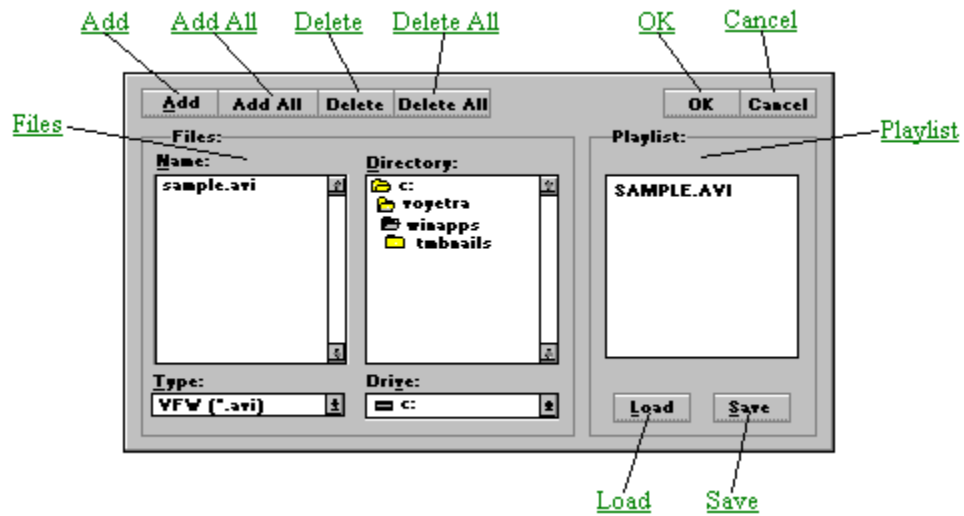 Add Add All Delete Delete All OK Cancel
Add Add All Delete Delete All OK Cancel
Files
Files:
Name:
sample.avi
Directory:
c:
voyetra
winapps
tmbnails
Type:
VFW (*.avi)
Drive:
c:
Playlist:
Playlist
SAMPLE.AVI
Load Save
Load Save